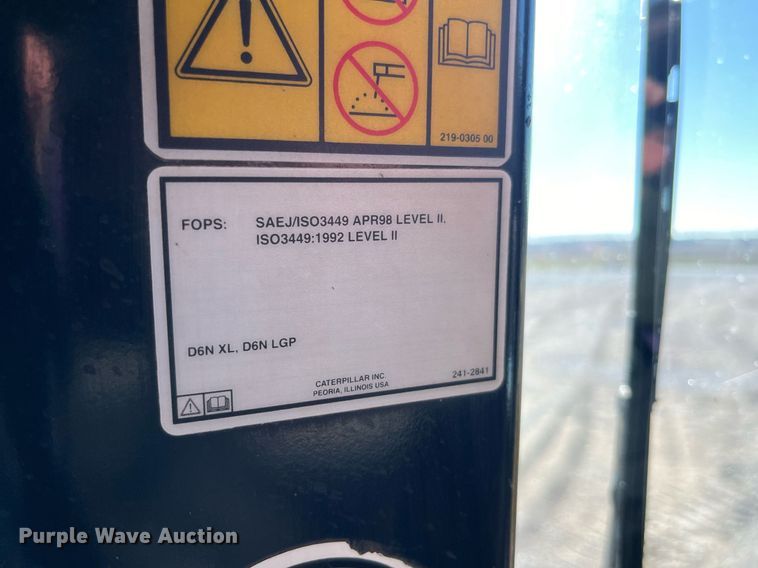 219-0305 00
FOPS: SAEJ/ISO3449 APR98 LEVEL II.
ISO3449:1992 LEVEL II
D6N XL, D6N LGP
CATERPILLAR INC.
PEORIA, ILLINOIS USA
241-2841
Purple Wave Auction